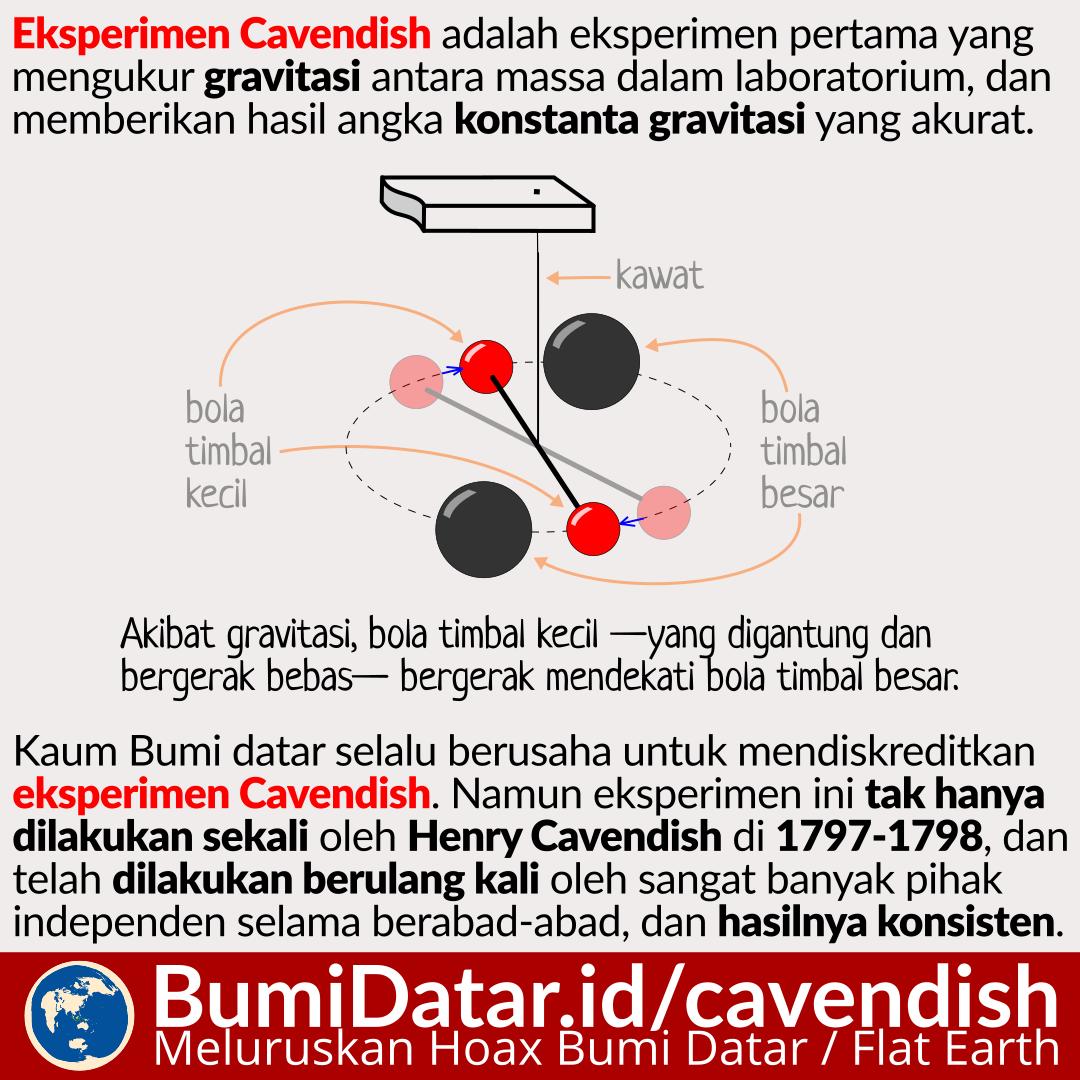 Eksperimen Cavendish adalah eksperimen pertama yang
mengukur gravitasi antara massa dalam laboratorium, dan
memberikan hasil angka konstanta gravitasi yang akurat.
kawat
bola
timbal
kecil
bola
timbal
besar
Akibat gravitasi, bola timbal kecil —yang digantung dan
bergerak bebas— bergerak mendekati bola timbal besar.
Kaum Bumi datar selalu berusaha untuk mendiskreditkan
eksperimen Cavendish. Namun eksperimen ini tak hanya
dilakukan sekali oleh Henry Cavendish di 1797-1798, dan
telah dilakukan berulang kali oleh sangat banyak pihak
independen selama berabad-abad, dan hasilnya konsisten.
BumiDatar.id/cavendish
Meluruskan Hoax Bumi Datar / Flat Earth